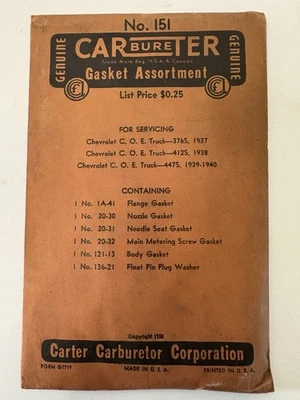 No. 151
GENUINE
CARBURETER
GENUINE
Trade Mark Reg. U.S.A. & Canada
Gasket Assortment
List Price $0.25
FOR SERVICING
Chevrolet C. O. E. Truck—3765, 1937
Chevrolet C. O. E. Truck—4125, 1938
Chevrolet C. O. E. Truck—447S, 1939-1940
CONTAINING
1 No. 1A-41 Flange Gasket
1 No. 20-30 Nozzle Gasket
1 No. 20-31 Needle Seat Gasket
1 No. 20-32 Main Metering Screw Gasket
1 No. 121-13 Body Gasket
1 No. 136-21 Float Pin Plug Washer
Copyright 1938
Carter Carburetor Corporation
FORM G7719 MADE IN U. S. A. PRINTED IN U. S. A.